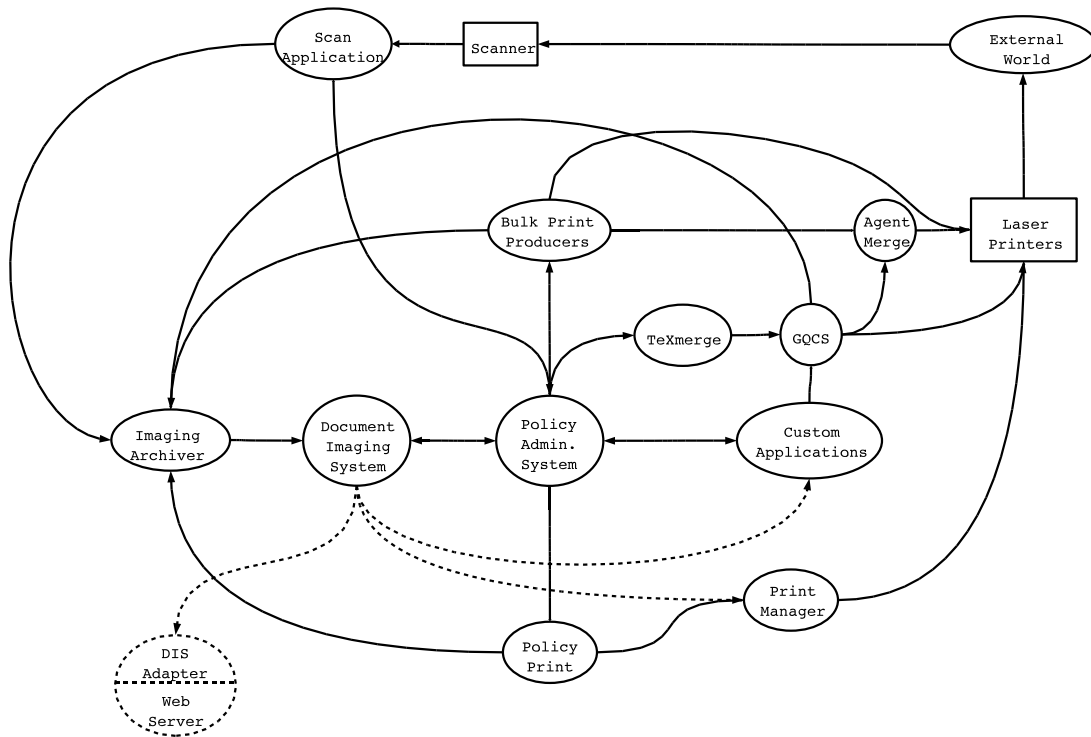 Scan
Application
Scanner
External
World
Bulk Print
Producers
Agent
Merge
Laser
Printers
TeXmerge
GQCS
Imaging
Archiver
Document
Imaging
System
Policy
Admin.
System
Custom
Applications
Print
Manager
Policy
Print
DIS
Adapter
Web
Server